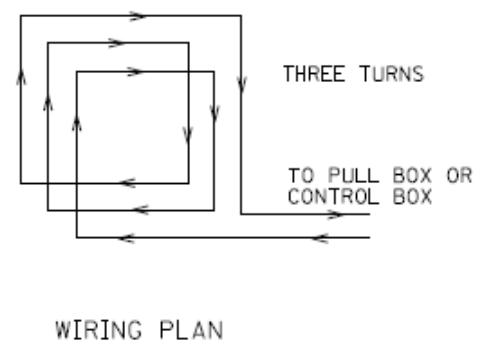 THREE TURNS
TO PULL BOX OR
CONTROL BOX
WIRING PLAN